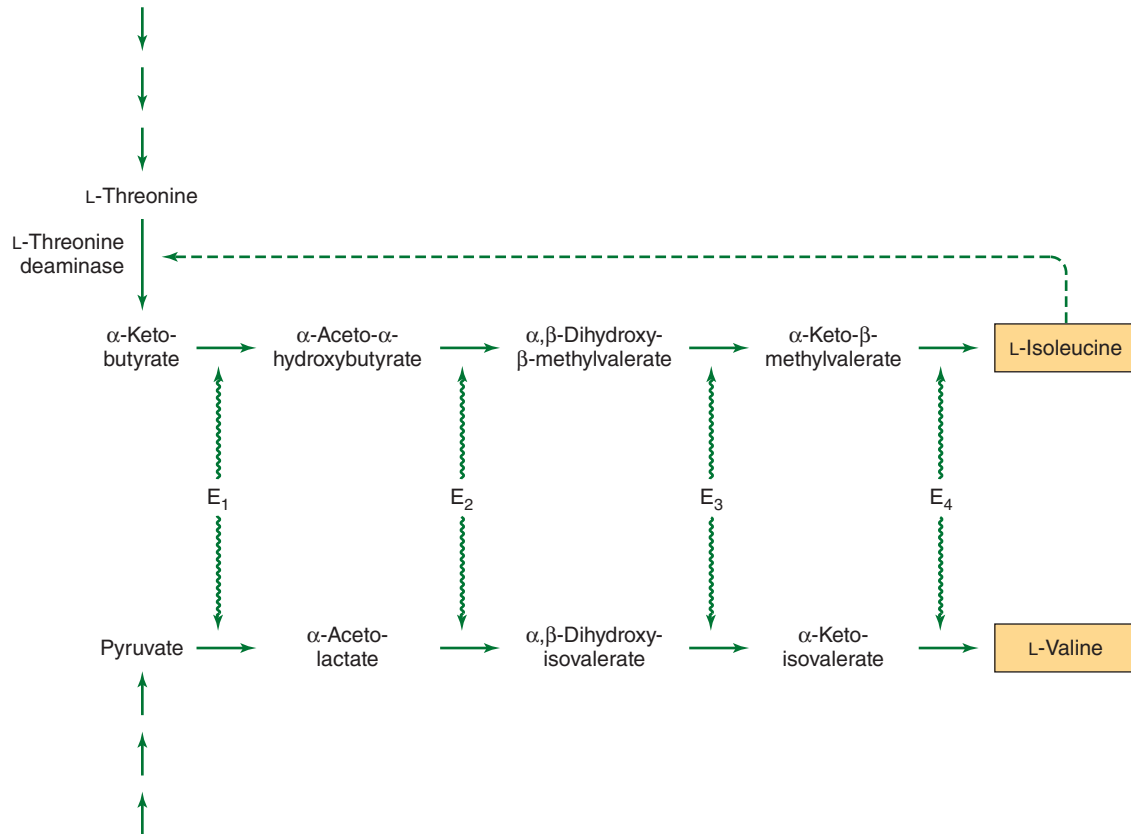 L-Threonine
L-Threonine
deaminase
α-Keto-
butyrate
α-Aceto-α-
hydroxybutyrate
α,β-Dihydroxy-
β-methylvalerate
α-Keto-β-
methylvalerate
L-Isoleucine
E1
E2
E3
E4
Pyruvate
α-Aceto-
lactate
α,β-Dihydroxy-
isovalerate
α-Keto-
isovalerate
L-Valine